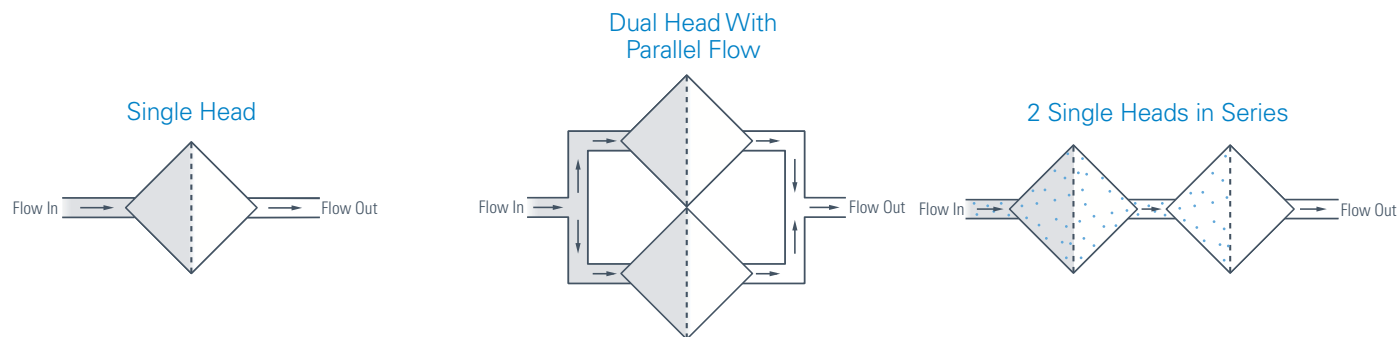 Single Head
Flow In
Flow Out
Dual Head With
Parallel Flow
Flow In
Flow Out
2 Single Heads in Series
Flow In
Flow Out